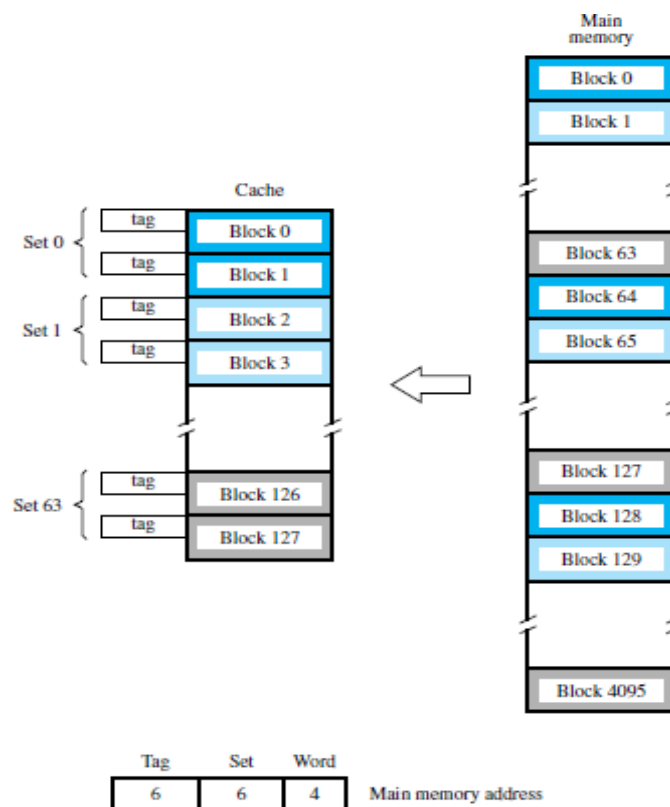 Main
memory
Block 0
Block 1
Cache
tag
Block 0
Set 0
Block 63
tag
Block 1
Block 64
tag
Block 2
Set 1
Block 65
tag
Block 3
Block 127
tag
Block 126
Set 63
Block 128
tag
Block 127
Block 129
Block 4095
Tag Set Word
6 6 4 Main memory address